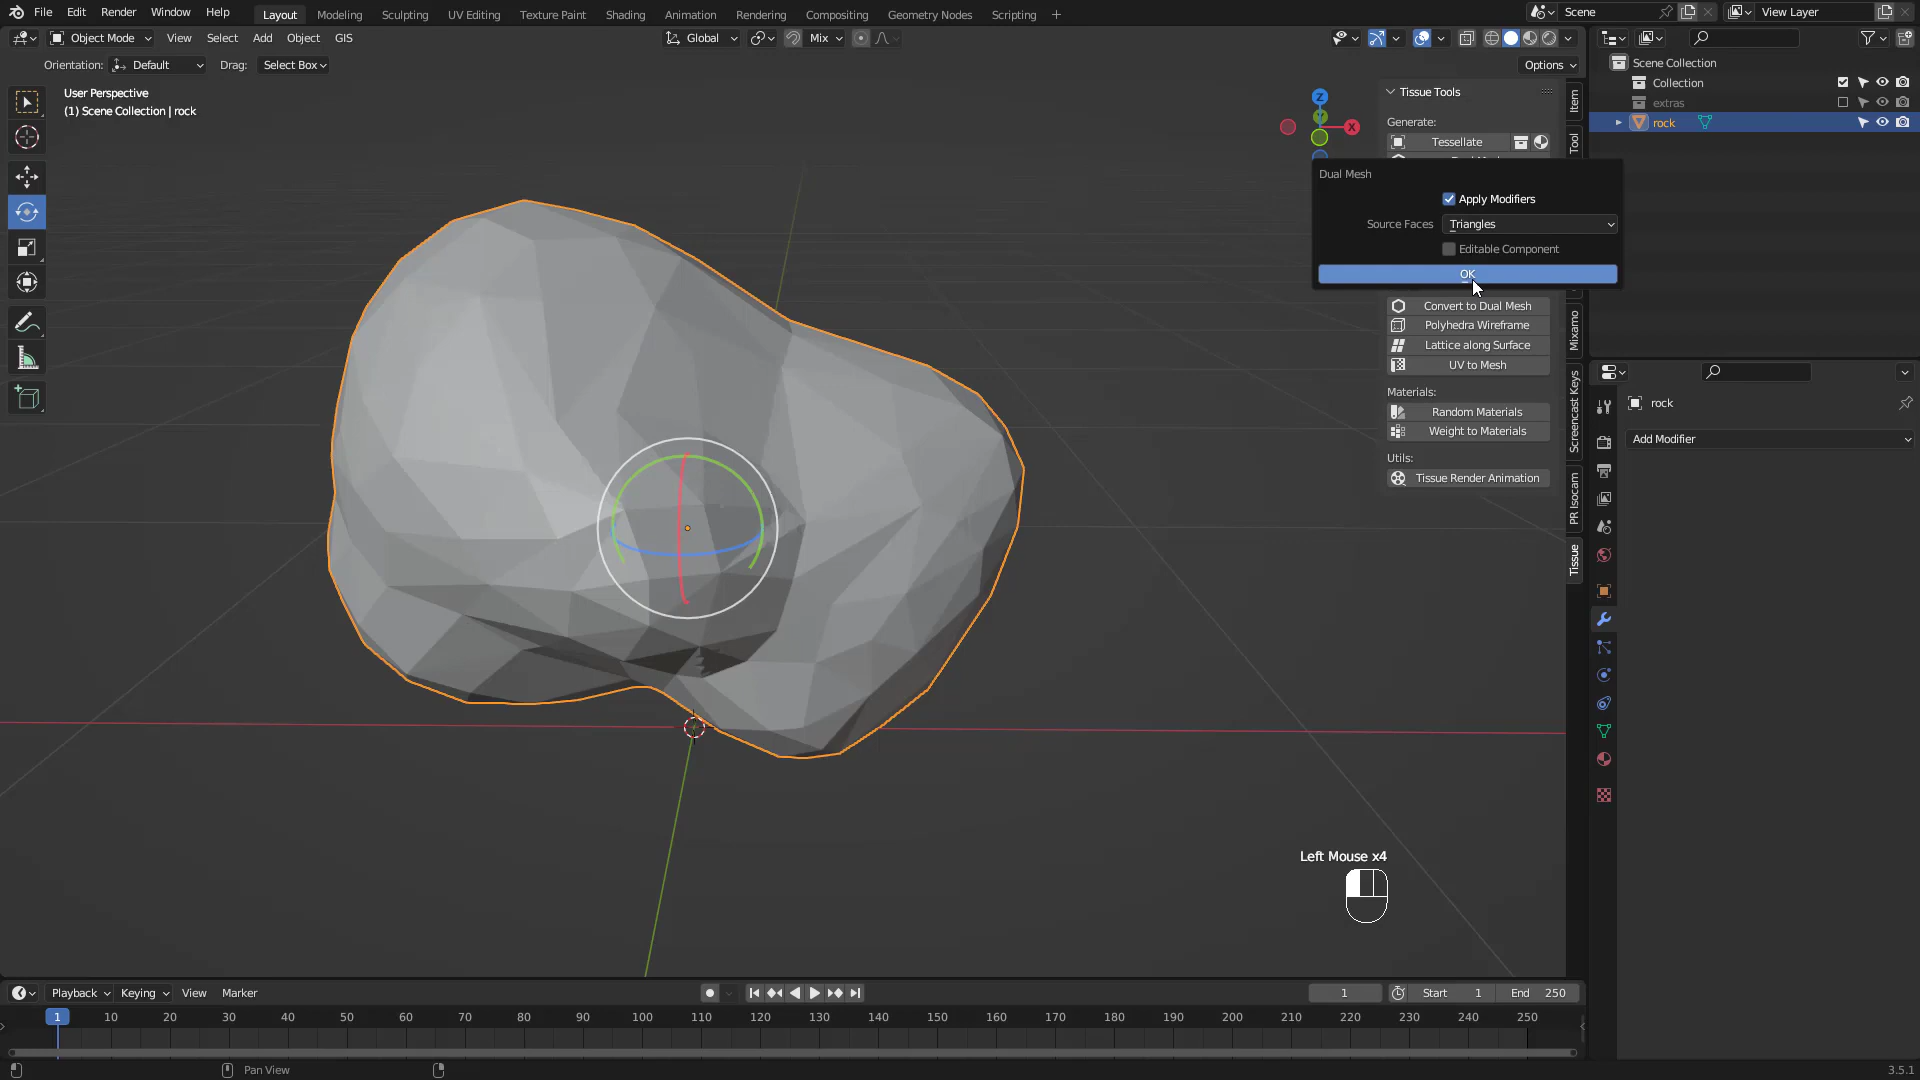 File Edit Render Window Help Layout Modeling Sculpting UV Editing Texture Paint Shading Animation Rendering Compositing Geometry Nodes Scripting + Scene View Layer
Object Mode View Select Add Object GIS Global Mix
Orientation: Default Drag: Select Box Options
User Perspective
(1) Scene Collection | rock
Z
Y
X
Tissue Tools
Generate:
Tessellate
Dual Mesh
Apply Modifiers
Source Faces Triangles
Editable Component
OK
Convert to Dual Mesh
Polyhedra Wireframe
Lattice along Surface
UV to Mesh
Materials:
Random Materials
Weight to Materials
Utils:
Tissue Render Animation
Item
Tool
Mixamo
Screencast Keys
PR Isocam
Tissue
Scene Collection
Collection
extras
rock
rock
Add Modifier
Left Mouse x4
Playback Keying View Marker 1 Start 1 End 250
1 10 20 30 40 50 60 70 80 90 100 110 120 130 140 150 160 170 180 190 200 210 220 230 240 250
Pan View 3.5.1